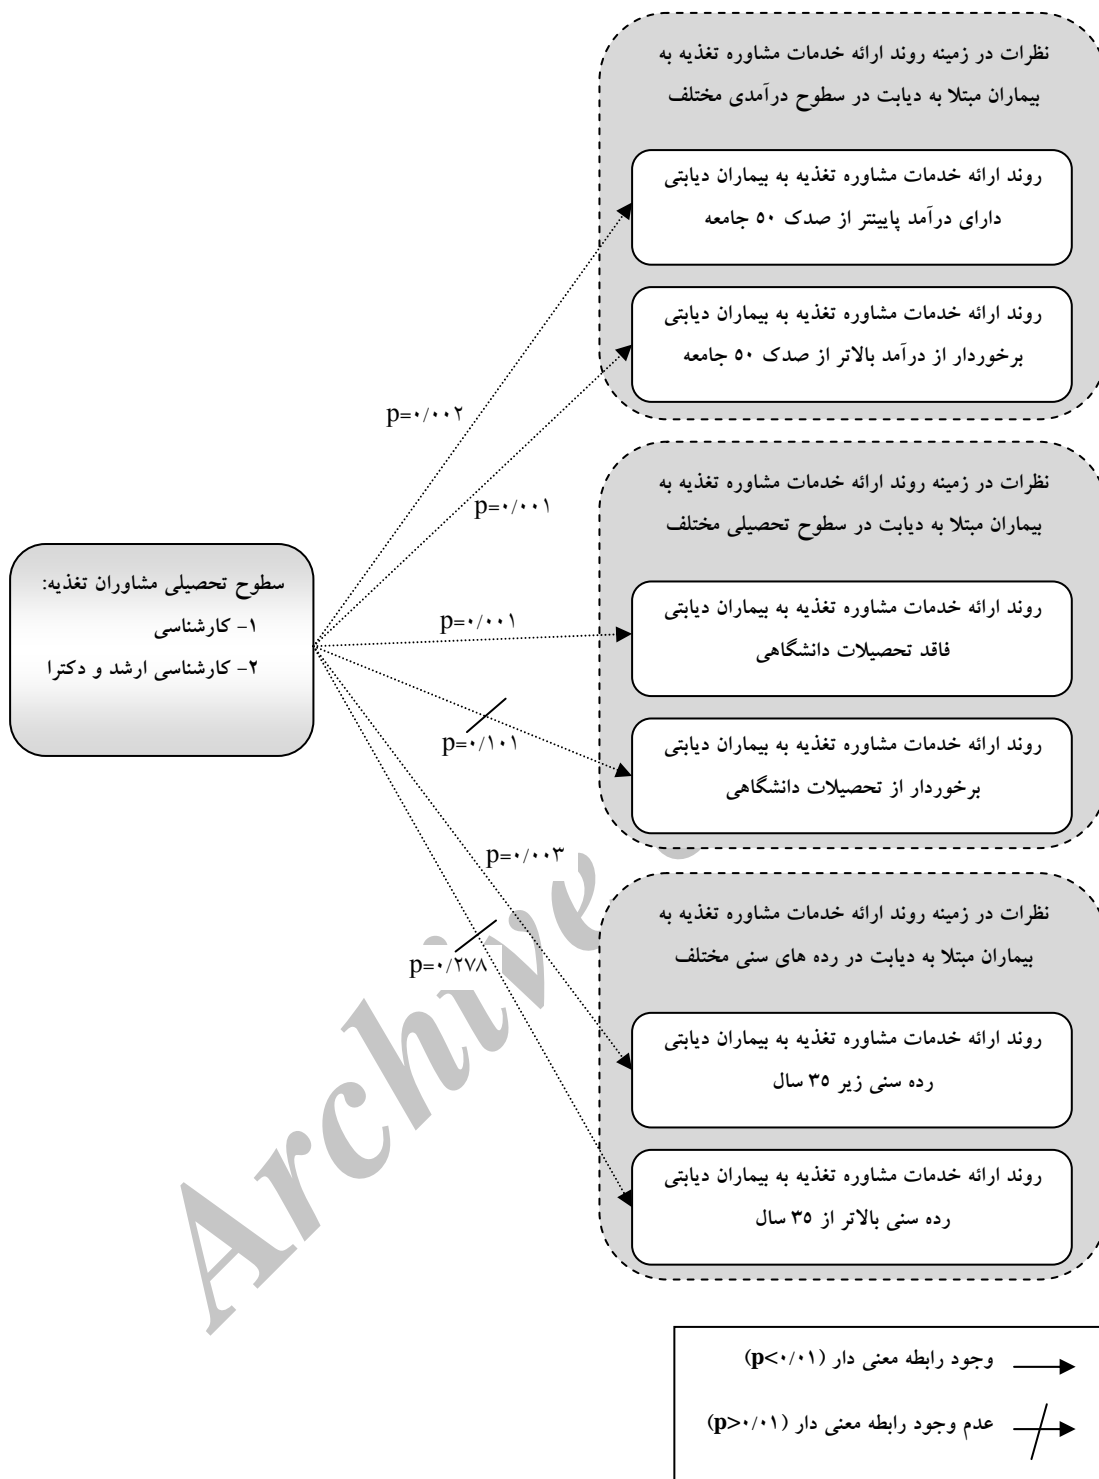 نظرات در زمینه روند ارائه خدمات مشاوره تغذیه به
بیماران مبتلا به دیابت در سطوح درآمدی مختلف
روند ارائه خدمات مشاوره تغذیه به بیماران دیابتی
دارای درآمد پایینتر از صدک ۵۰ جامعه
روند ارائه خدمات مشاوره تغذیه به بیماران دیابتی
برخوردار از درآمد بالاتر از صدک ۵۰ جامعه
p=۰/۰۰۲
p=۰/۰۰۱
نظرات در زمینه روند ارائه خدمات مشاوره تغذیه به
بیماران مبتلا به دیابت در سطوح تحصیلی مختلف
روند ارائه خدمات مشاوره تغذیه به بیماران دیابتی
فاقد تحصیلات دانشگاهی
روند ارائه خدمات مشاوره تغذیه به بیماران دیابتی
برخوردار از تحصیلات دانشگاهی
p=۰/۰۰۱
p=۰/۱۰۱
سطوح تحصیلی مشاوران تغذیه:
۱- کارشناسی
۲- کارشناسی ارشد و دکترا
p=۰/۰۰۳
p=۰/۲۷۸
نظرات در زمینه روند ارائه خدمات مشاوره تغذیه به
بیماران مبتلا به دیابت در رده های سنی مختلف
روند ارائه خدمات مشاوره تغذیه به بیماران دیابتی
رده سنی زیر ۳۵ سال
روند ارائه خدمات مشاوره تغذیه به بیماران دیابتی
رده سنی بالاتر از ۳۵ سال
وجود رابطه معنی دار (p<۰/۰۱)
عدم وجود رابطه معنی دار (p>۰/۰۱)
Archive